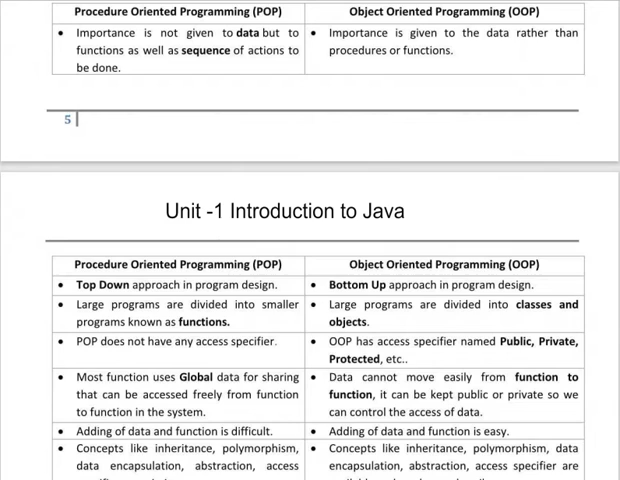 Procedure Oriented Programming (POP)
Object Oriented Programming (OOP)
• Importance is not given to data but to
functions as well as sequence of actions to
be done.
• Importance is given to the data rather than
procedures or functions.
5
Unit -1 Introduction to Java
Procedure Oriented Programming (POP)
Object Oriented Programming (OOP)
• Top Down approach in program design.
• Bottom Up approach in program design.
• Large programs are divided into smaller
programs known as functions.
• Large programs are divided into classes and
objects.
• POP does not have any access specifier.
• OOP has access specifier named Public, Private,
Protected, etc..
• Most function uses Global data for sharing
that can be accessed freely from function
to function in the system.
• Data cannot move easily from function to
function, it can be kept public or private so we
can control the access of data.
• Adding of data and function is difficult.
• Adding of data and function is easy.
• Concepts like inheritance, polymorphism,
data encapsulation, abstraction, access
• Concepts like inheritance, polymorphism, data
encapsulation, abstraction, access specifier are